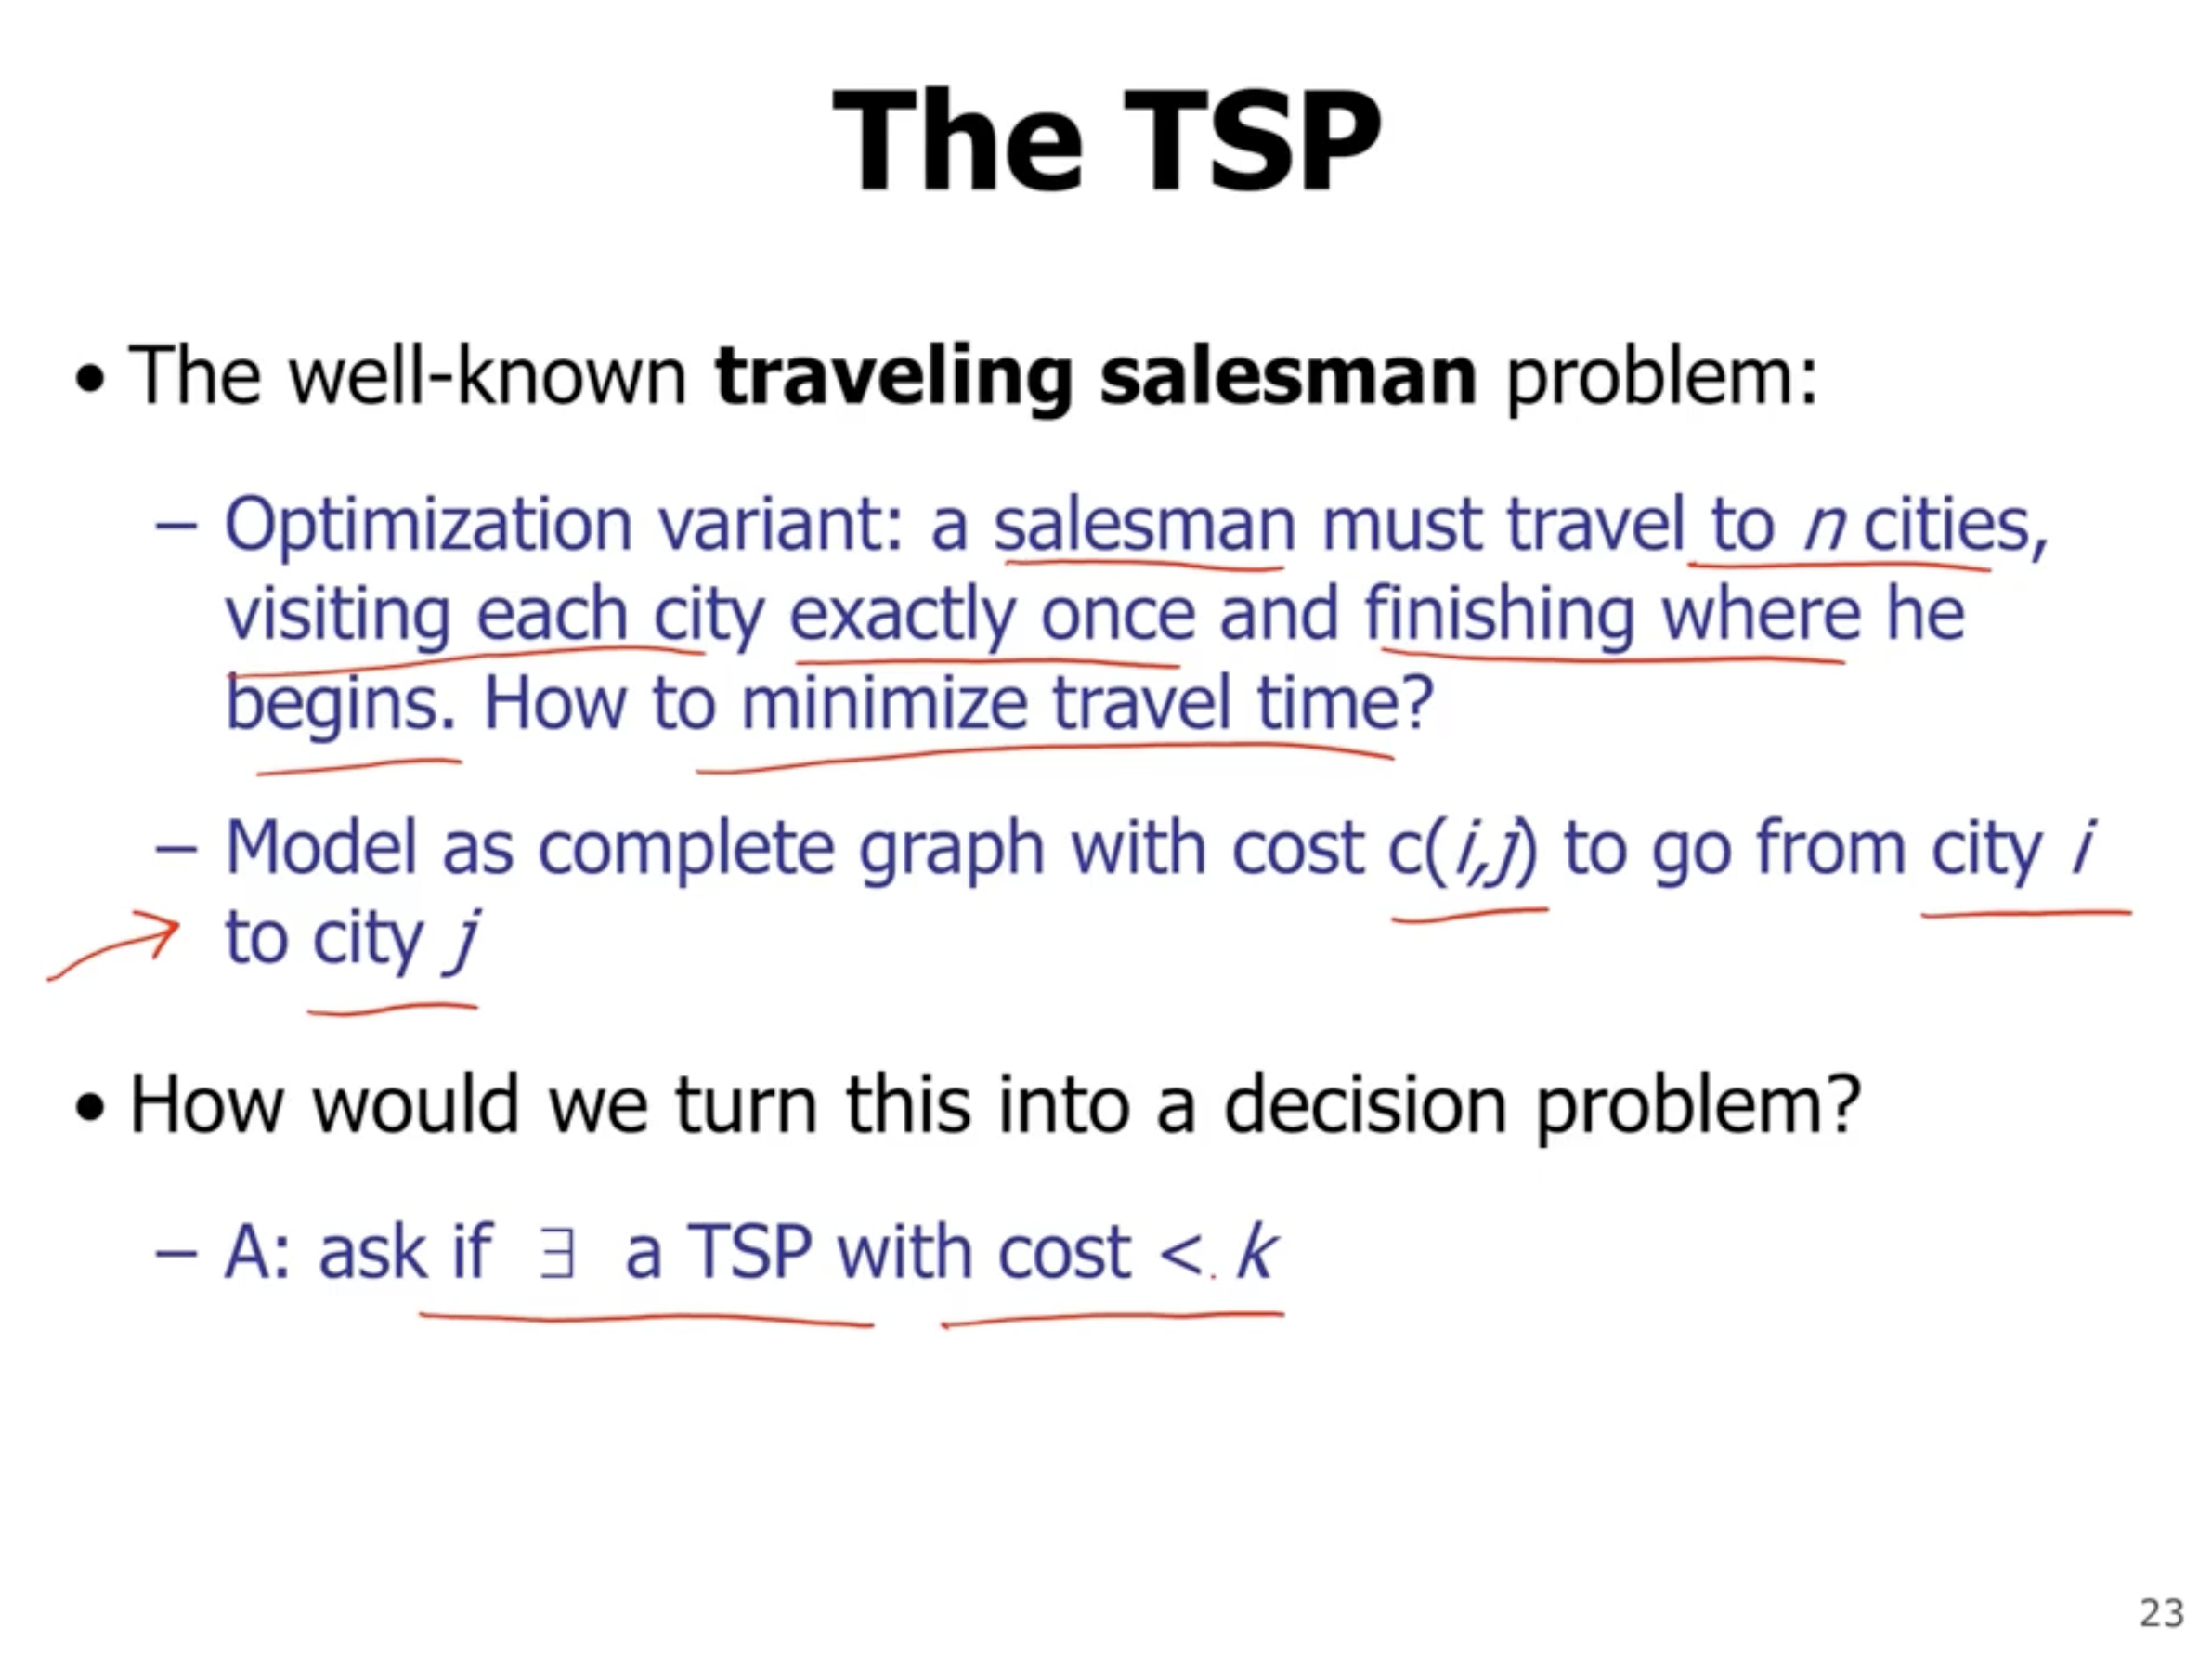 The TSP
• The well-known traveling salesman problem:
– Optimization variant: a salesman must travel to n cities,
visiting each city exactly once and finishing where he
begins. How to minimize travel time?
– Model as complete graph with cost c(i,j) to go from city i
to city j
• How would we turn this into a decision problem?
– A: ask if ∃ a TSP with cost < k
23